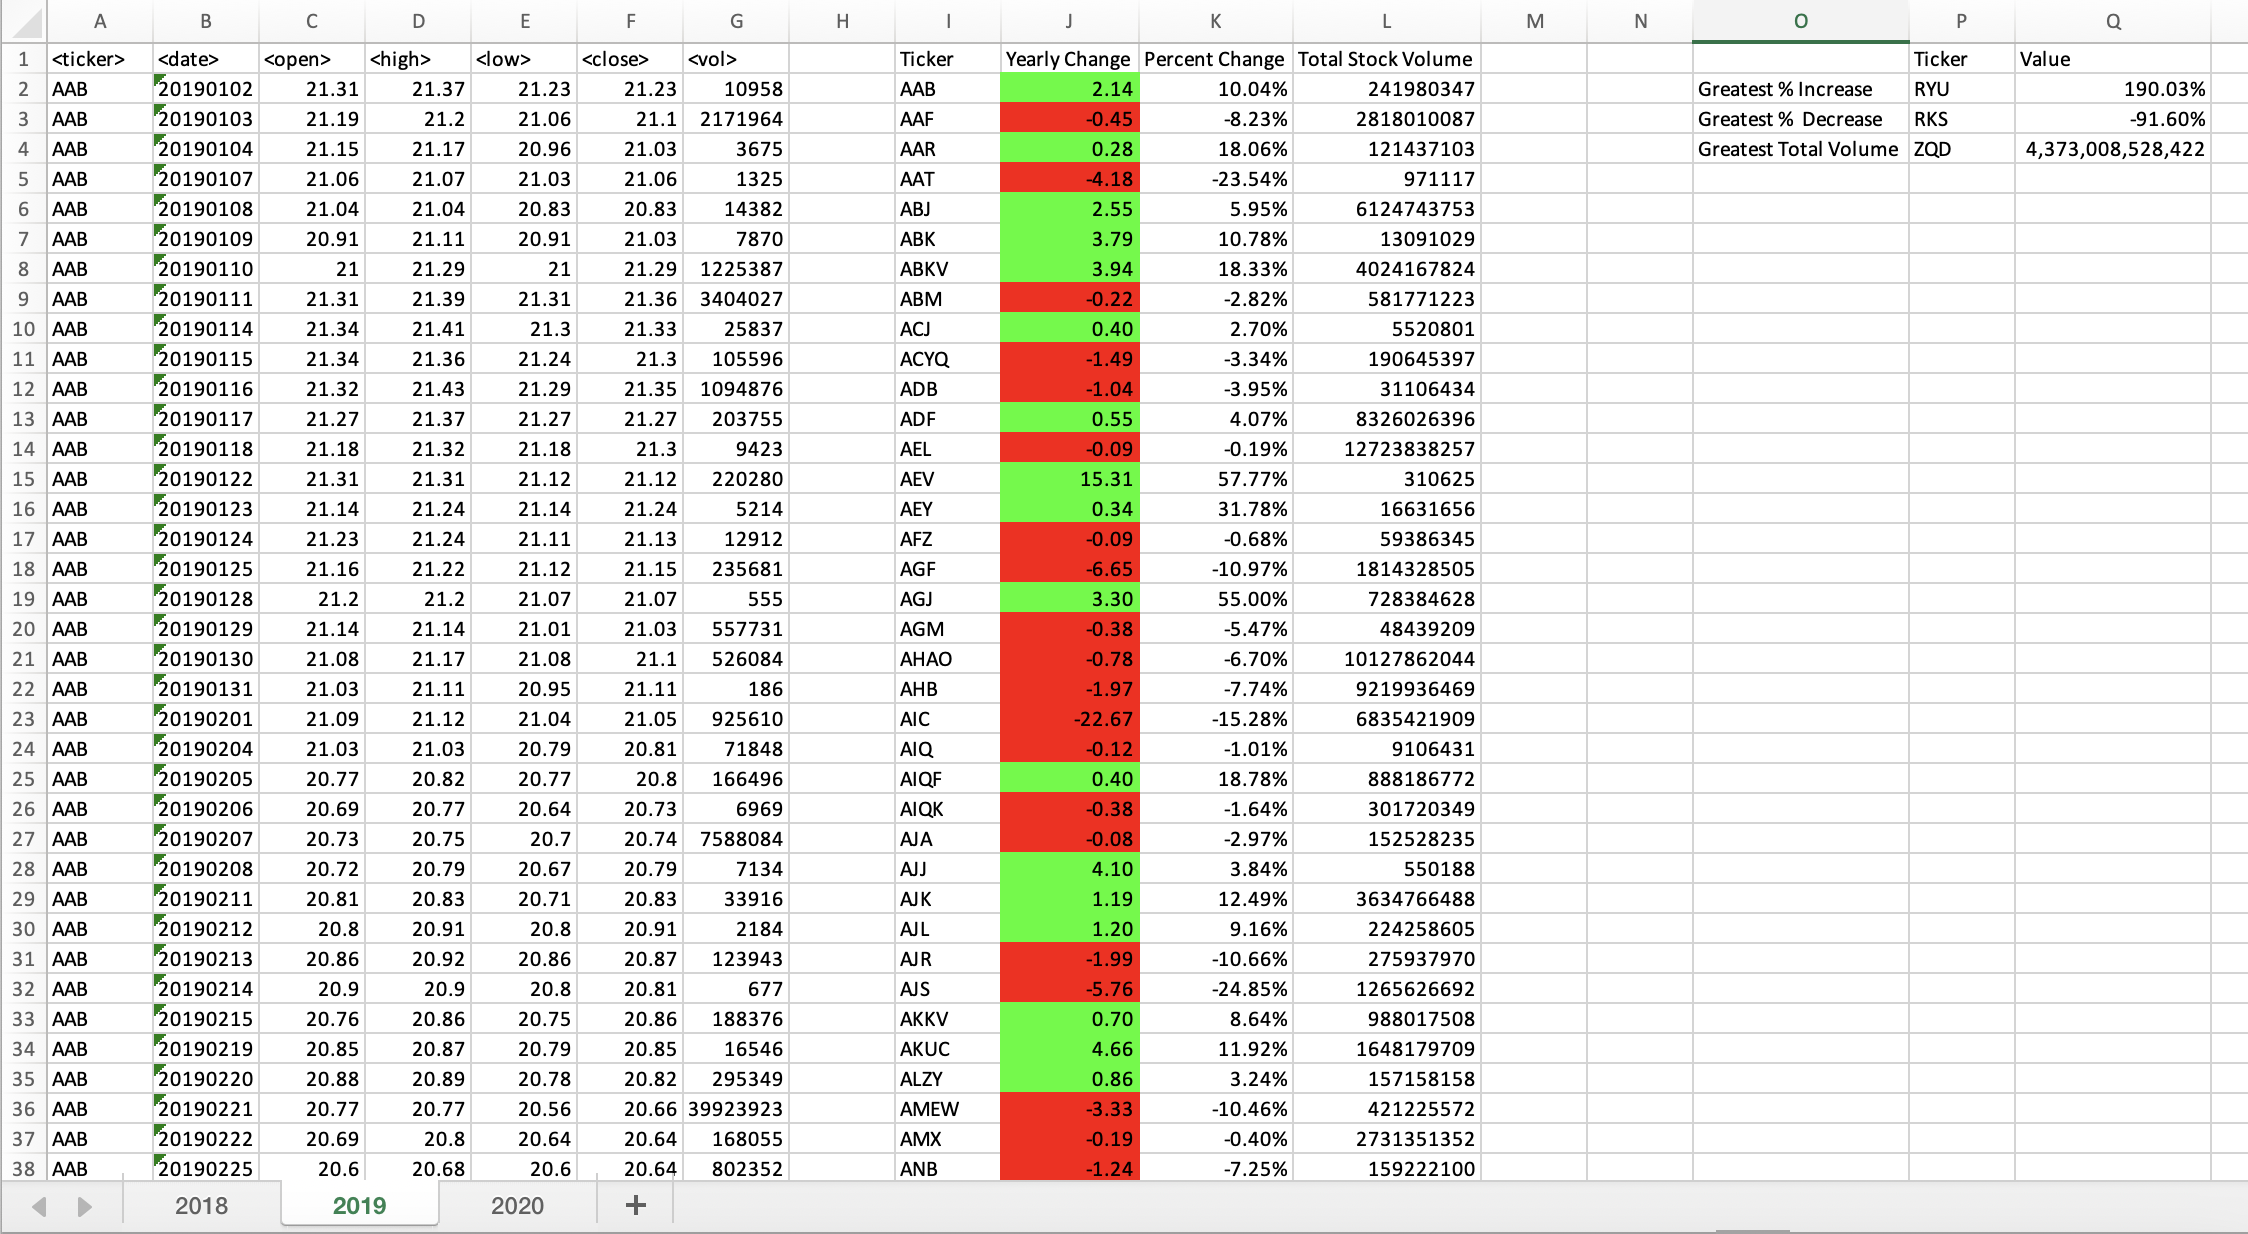 A B C D E F G H I J K L M N O P Q
1 <ticker> <date> <open> <high> <low> <close> <vol> Ticker Yearly Change Percent Change Total Stock Volume Ticker Value
2 AAB 20190102 21.31 21.37 21.23 21.23 10958 AAB 2.14 10.04% 241980347 Greatest % Increase RYU 190.03%
3 AAB 20190103 21.19 21.2 21.06 21.1 2171964 AAF -0.45 -8.23% 2818010087 Greatest % Decrease RKS -91.60%
4 AAB 20190104 21.15 21.17 20.96 21.03 3675 AAR 0.28 18.06% 121437103 Greatest Total Volume ZQD 4,373,008,528,422
5 AAB 20190107 21.06 21.07 21.03 21.06 1325 AAT -4.18 -23.54% 971117
6 AAB 20190108 21.04 21.04 20.83 20.83 14382 ABJ 2.55 5.95% 6124743753
7 AAB 20190109 20.91 21.11 20.91 21.03 7870 ABK 3.79 10.78% 13091029
8 AAB 20190110 21 21.29 21 21.29 1225387 ABKV 3.94 18.33% 4024167824
9 AAB 20190111 21.31 21.39 21.31 21.36 3404027 ABM -0.22 -2.82% 581771223
10 AAB 20190114 21.34 21.41 21.3 21.33 25837 ACJ 0.40 2.70% 5520801
11 AAB 20190115 21.34 21.36 21.24 21.3 105596 ACYQ -1.49 -3.34% 190645397
12 AAB 20190116 21.32 21.43 21.29 21.35 1094876 ADB -1.04 -3.95% 31106434
13 AAB 20190117 21.27 21.37 21.27 21.27 203755 ADF 0.55 4.07% 8326026396
14 AAB 20190118 21.18 21.32 21.18 21.3 9423 AEL -0.09 -0.19% 12723838257
15 AAB 20190122 21.31 21.31 21.12 21.12 220280 AEV 15.31 57.77% 310625
16 AAB 20190123 21.14 21.24 21.14 21.24 5214 AEY 0.34 31.78% 16631656
17 AAB 20190124 21.23 21.24 21.11 21.13 12912 AFZ -0.09 -0.68% 59386345
18 AAB 20190125 21.16 21.22 21.12 21.15 235681 AGF -6.65 -10.97% 1814328505
19 AAB 20190128 21.2 21.2 21.07 21.07 555 AGJ 3.30 55.00% 728384628
20 AAB 20190129 21.14 21.14 21.01 21.03 557731 AGM -0.38 -5.47% 48439209
21 AAB 20190130 21.08 21.17 21.08 21.1 526084 AHAO -0.78 -6.70% 10127862044
22 AAB 20190131 21.03 21.11 20.95 21.11 186 AHB -1.97 -7.74% 9219936469
23 AAB 20190201 21.09 21.12 21.04 21.05 925610 AIC -22.67 -15.28% 6835421909
24 AAB 20190204 21.03 21.03 20.79 20.81 71848 AIQ -0.12 -1.01% 9106431
25 AAB 20190205 20.77 20.82 20.77 20.8 166496 AIQF 0.40 18.78% 888186772
26 AAB 20190206 20.69 20.77 20.64 20.73 6969 AIQK -0.38 -1.64% 301720349
27 AAB 20190207 20.73 20.75 20.7 20.74 7588084 AJA -0.08 -2.97% 152528235
28 AAB 20190208 20.72 20.79 20.67 20.79 7134 AJJ 4.10 3.84% 550188
29 AAB 20190211 20.81 20.83 20.71 20.83 33916 AJK 1.19 12.49% 3634766488
30 AAB 20190212 20.8 20.91 20.8 20.91 2184 AJL 1.20 9.16% 224258605
31 AAB 20190213 20.86 20.92 20.86 20.87 123943 AJR -1.99 -10.66% 275937970
32 AAB 20190214 20.9 20.9 20.8 20.81 677 AJS -5.76 -24.85% 1265626692
33 AAB 20190215 20.76 20.86 20.75 20.86 188376 AKKV 0.70 8.64% 988017508
34 AAB 20190219 20.85 20.87 20.79 20.85 16546 AKUC 4.66 11.92% 1648179709
35 AAB 20190220 20.88 20.89 20.78 20.82 295349 ALZY 0.86 3.24% 157158158
36 AAB 20190221 20.77 20.77 20.56 20.66 39923923 AMEW -3.33 -10.46% 421225572
37 AAB 20190222 20.69 20.8 20.64 20.64 168055 AMX -0.19 -0.40% 2731351352
38 AAB 20190225 20.6 20.68 20.6 20.64 802352 ANB -1.24 -7.25% 159222100
2018 2019 2020 +